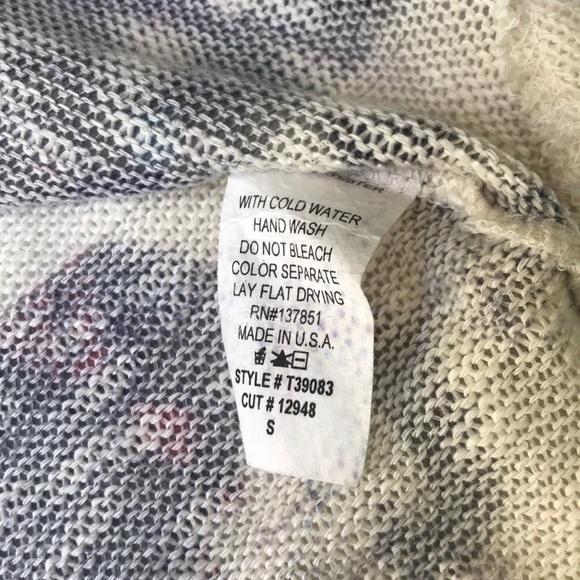 WITH COLD WATER
HAND WASH
DO NOT BLEACH
COLOR SEPARATE
LAY FLAT DRYING
RN#137851
MADE IN U.S.A.
STYLE # T39083
CUT # 12948
S